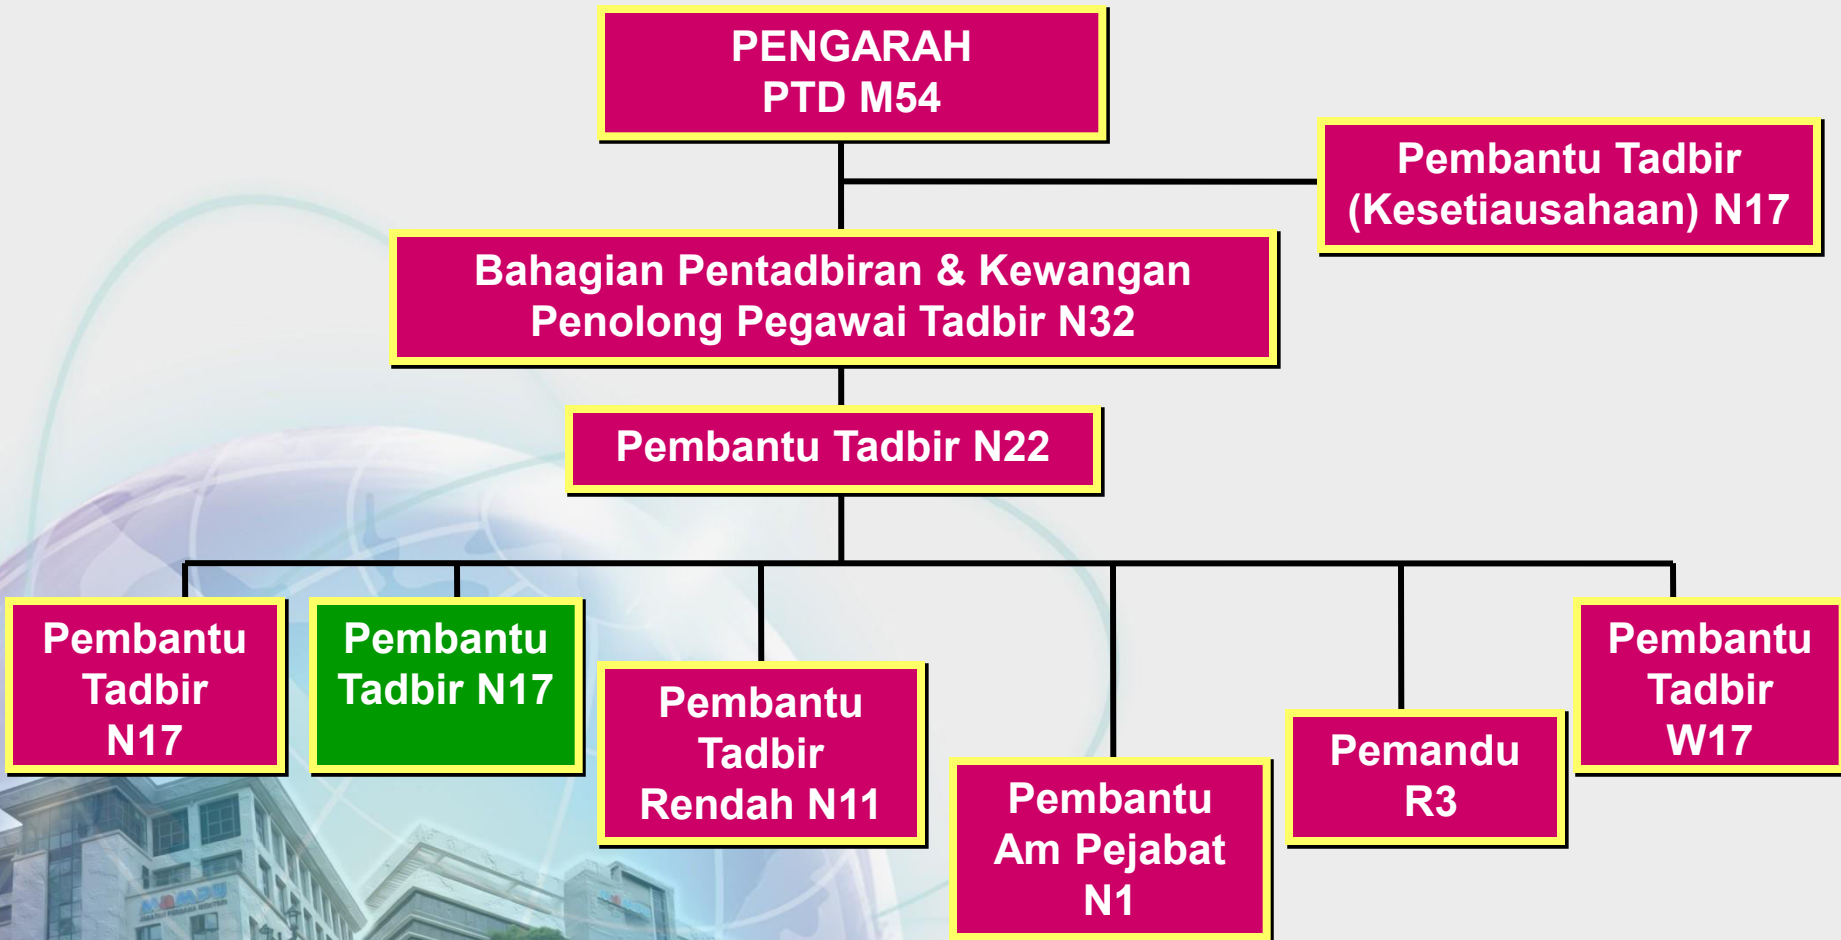 PENGARAH
PTD M54
Pembantu Tadbir
(Kesetiausahaan) N17
Bahagian Pentadbiran & Kewangan
Penolong Pegawai Tadbir N32
Pembantu Tadbir N22
Pembantu
Tadbir
N17
Pembantu
Tadbir N17
Pembantu
Tadbir
Rendah N11
Pembantu
Am Pejabat
N1
Pemandu
R3
Pembantu
Tadbir
W17